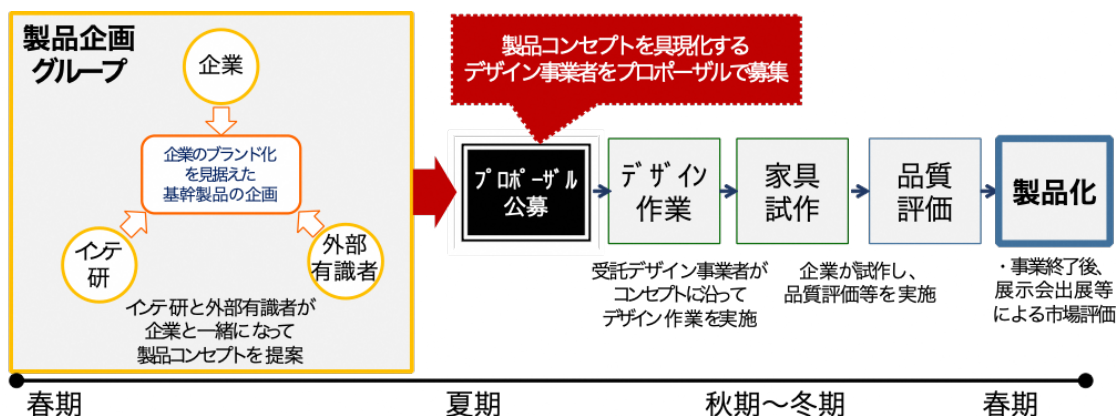 製品企画
グループ
企業
企業のブランド化
を見据えた
基幹製品の企画
インテ
研
外部
有識者
インテ研と外部有識者が
企業と一緒になって
製品コンセプトを提案
製品コンセプトを具現化する
デザイン事業者をプロポーザルで募集
プロポーザル
公募
デザイン
作業
家具
試作
品質
評価
製品化
受託デザイン事業者が
コンセプトに沿って
デザイン作業を実施
企業が試作し、
品質評価等を実施
・事業終了後、
展示会出展等
による市場評価
春期
夏期
秋期～冬期
春期